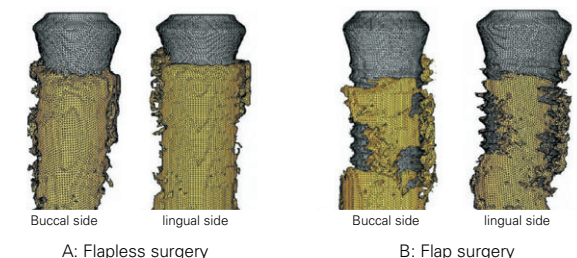 Buccal side
lingual side
Buccal side
lingual side
A: Flapless surgery
B: Flap surgery